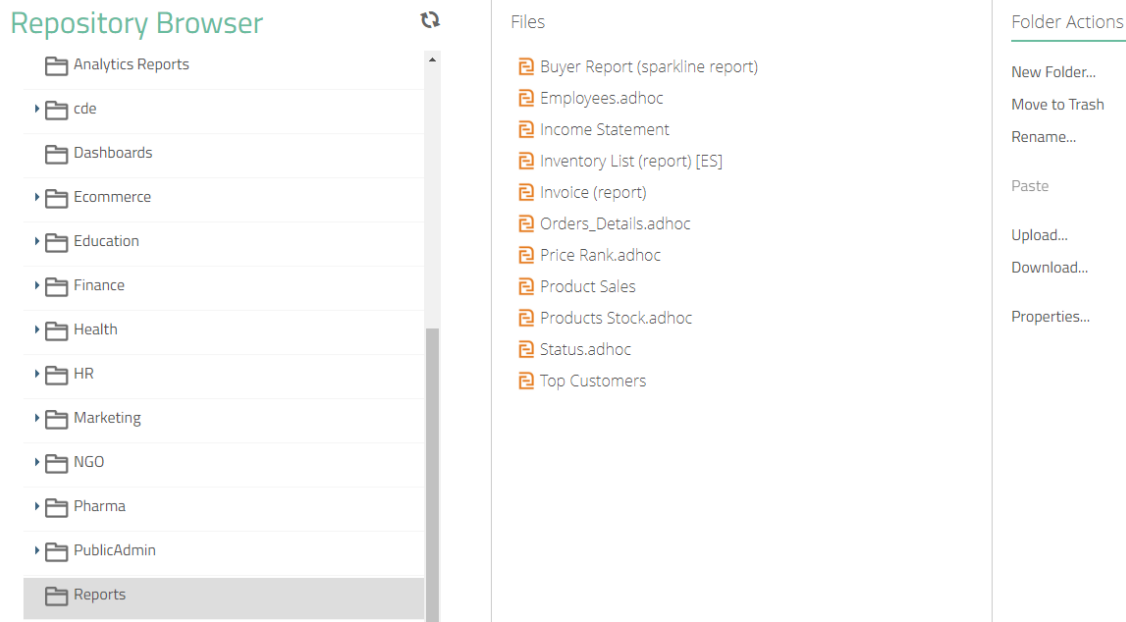 Repository Browser
Analytics Reports
cde
Dashboards
Ecommerce
Education
Finance
Health
HR
Marketing
NGO
Pharma
PublicAdmin
Reports
Files
Buyer Report (sparkline report)
Employees.adhoc
Income Statement
Inventory List (report) [ES]
Invoice (report)
Orders_Details.adhoc
Price Rank.adhoc
Product Sales
Products Stock.adhoc
Status.adhoc
Top Customers
Folder Actions
New Folder...
Move to Trash
Rename...
Paste
Upload...
Download...
Properties...